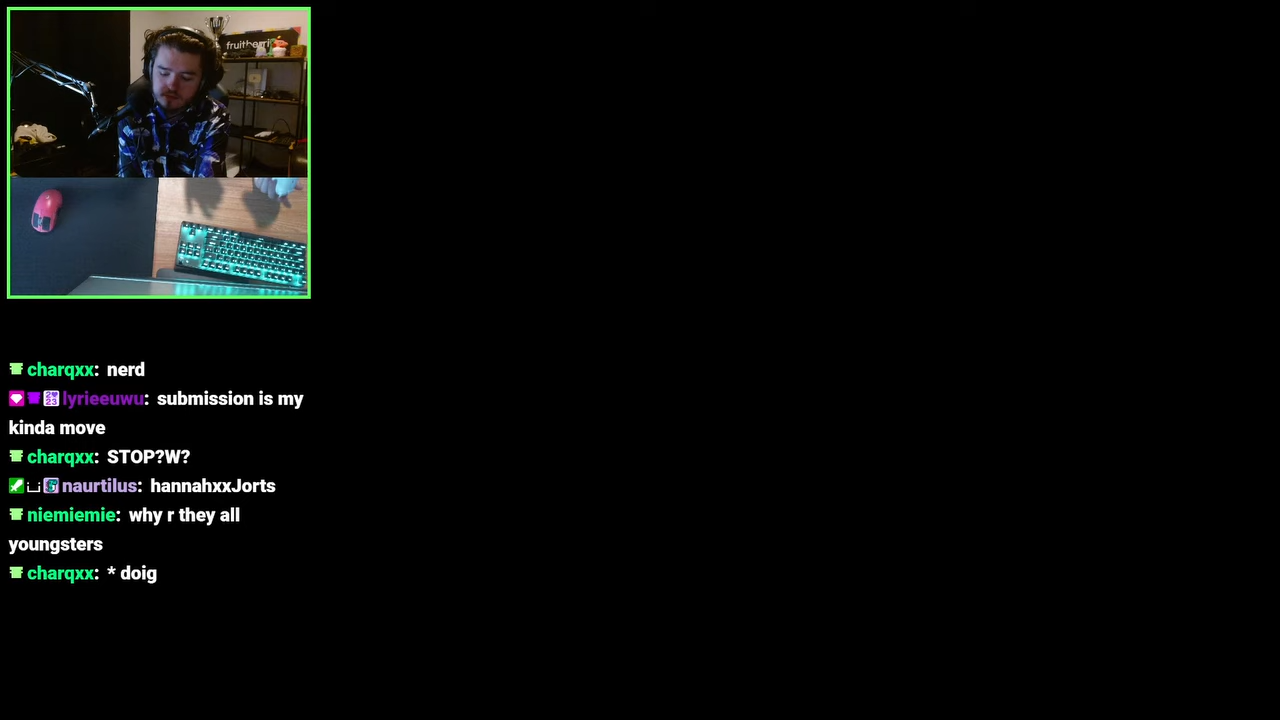 fruitberri
charqxx: nerd
lyrieeuwu: submission is my
kinda move
charqxx: STOP?W?
naurtilus: hannahxxJorts
niemiemie: why r they all
youngsters
charqxx: * doig